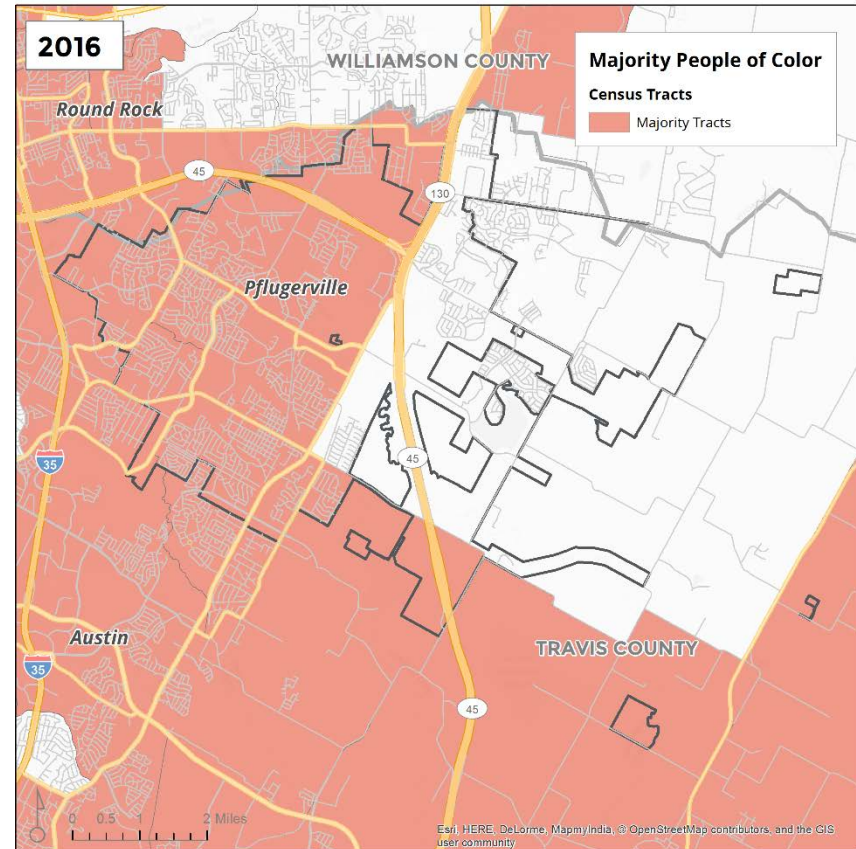 2016
WILLIAMSON COUNTY
Majority People of Color
Census Tracts
Majority Tracts
Round Rock
45
130
Pflugerville
45
35
Austin
TRAVIS COUNTY
35
45
0 0.5 1 2 Miles
Esri, HERE, DeLorme, MapmyIndia, © OpenStreetMap contributors, and the GIS
user community